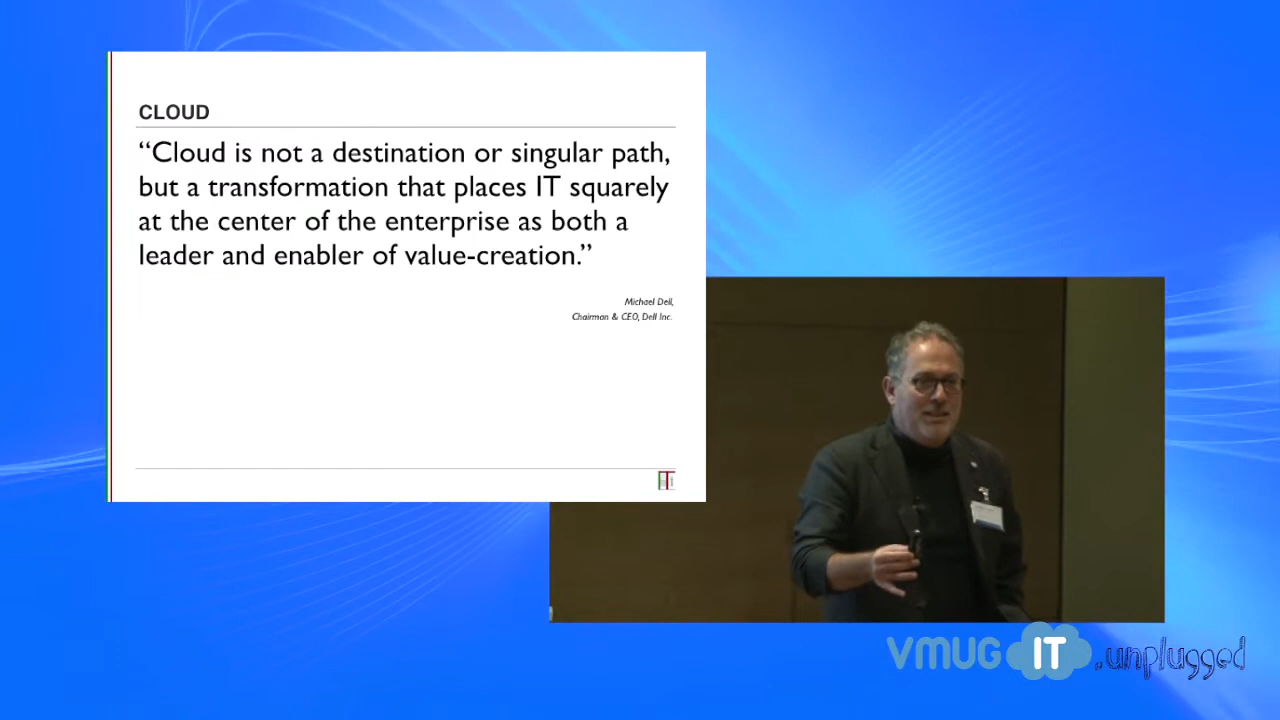 CLOUD
“Cloud is not a destination or singular path,
but a transformation that places IT squarely
at the center of the enterprise as both a
leader and enabler of value-creation.”
Michael Dell,
Chairman & CEO, Dell Inc.
IT
VMUG IT .unplugged